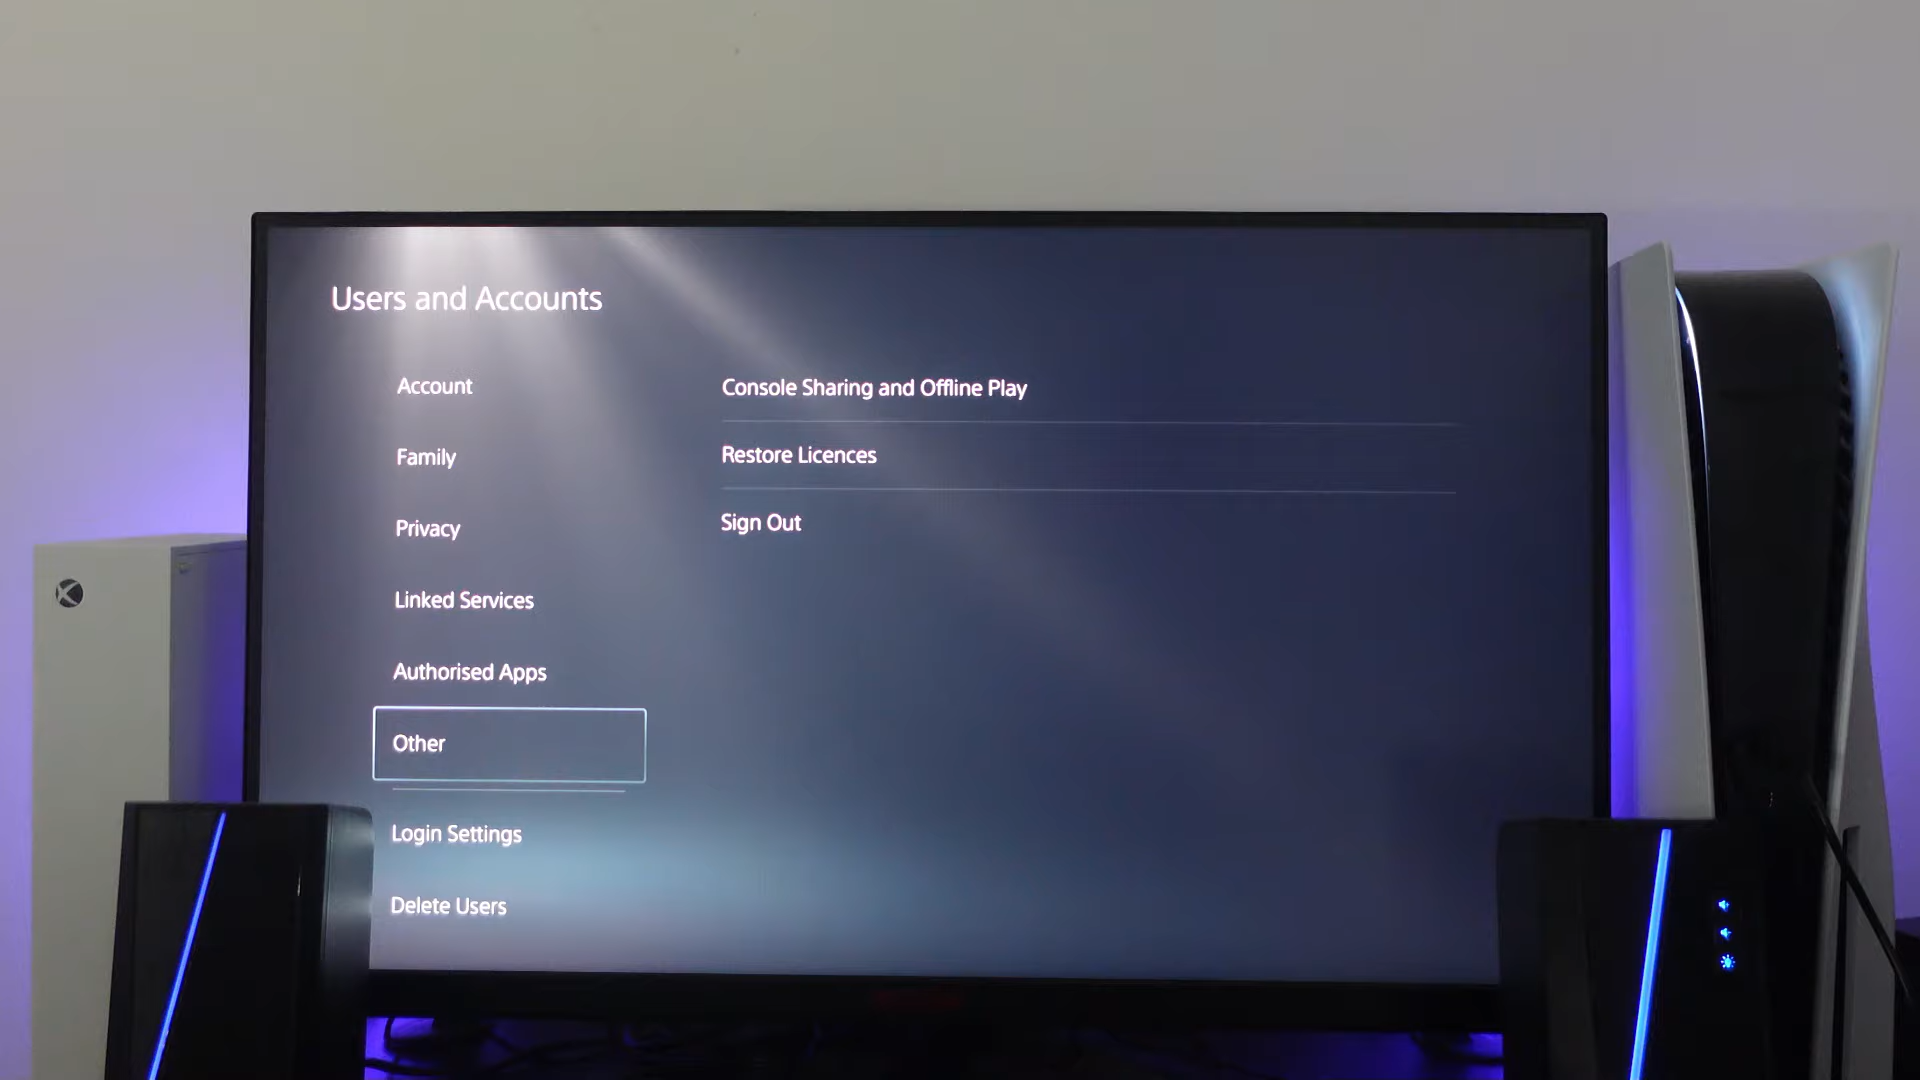 Users and Accounts
Account
Family
Privacy
Linked Services
Authorised Apps
Other
Login Settings
Delete Users
Console Sharing and Offline Play
Restore Licences
Sign Out